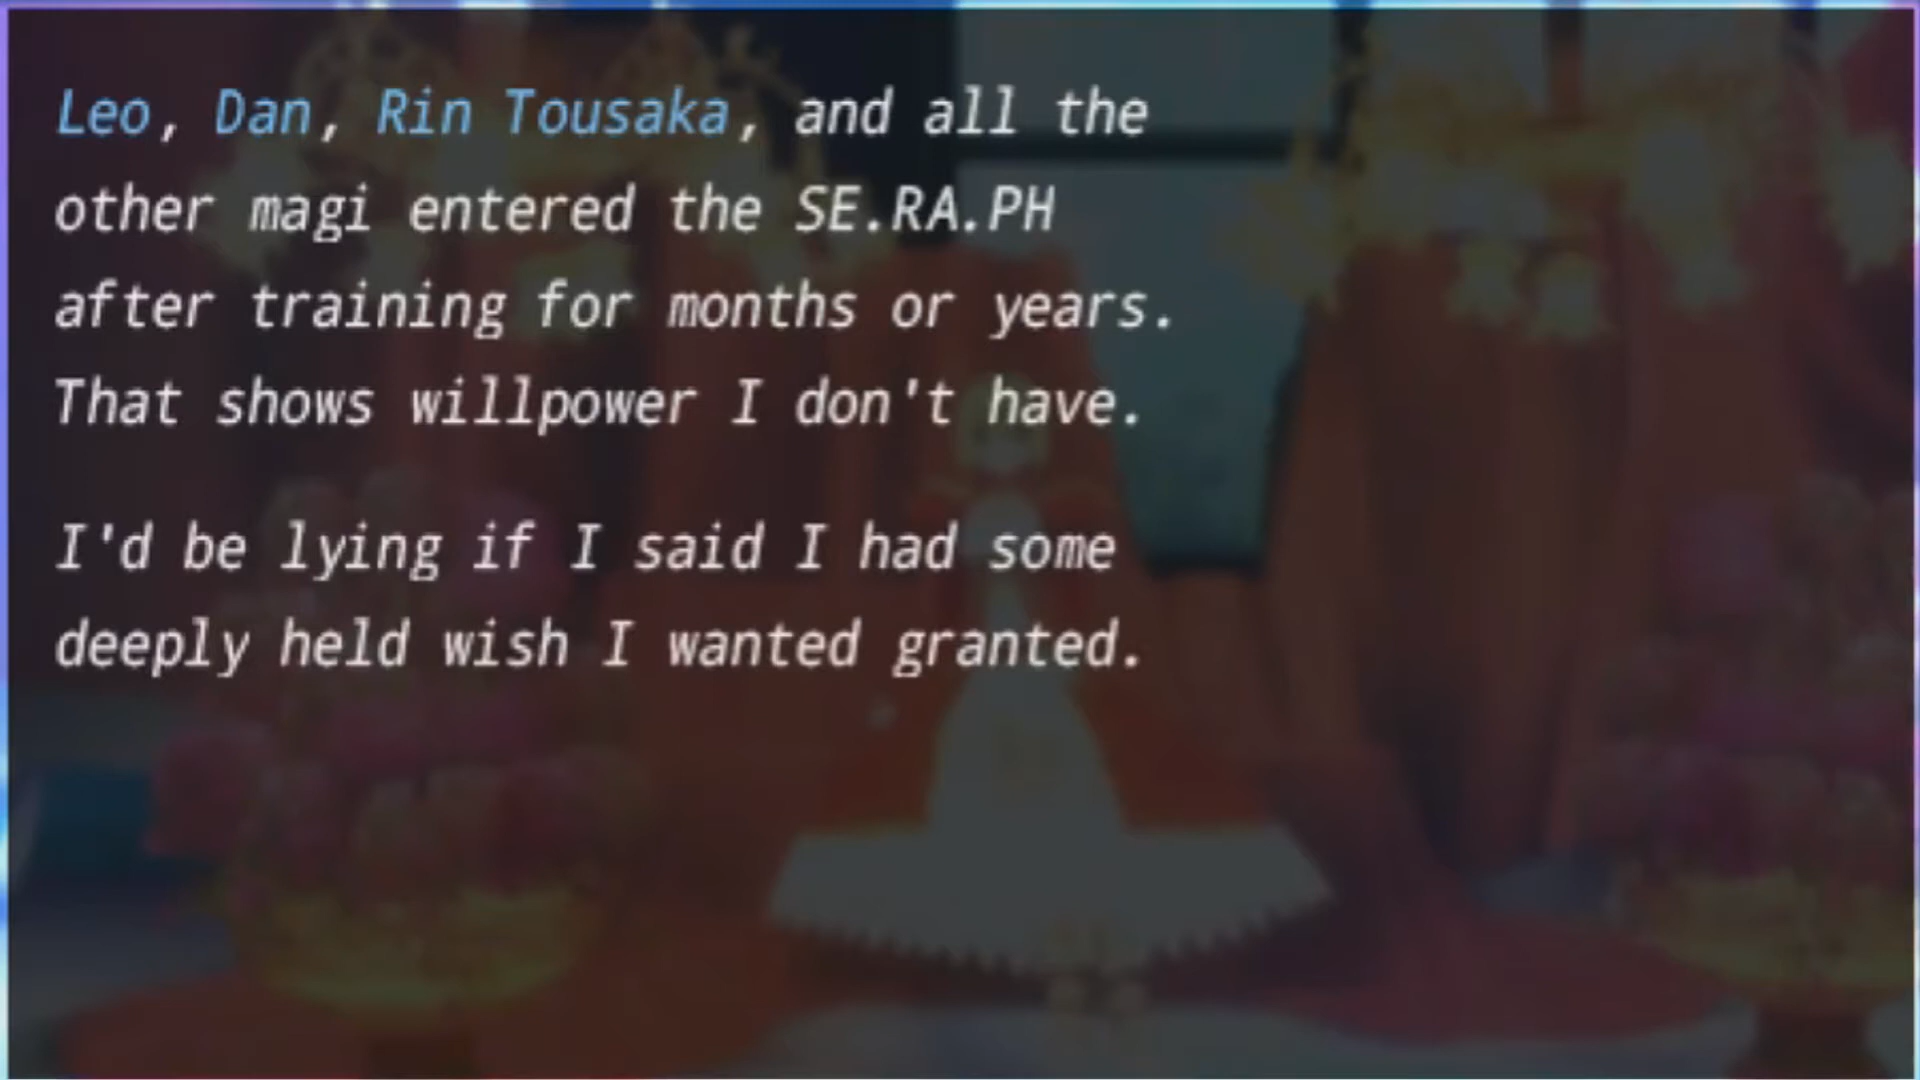 Leo, Dan, Rin Tousaka, and all the
other magi entered the SE.RA.PH
after training for months or years.
That shows willpower I don't have.
I'd be lying if I said I had some
deeply held wish I wanted granted.